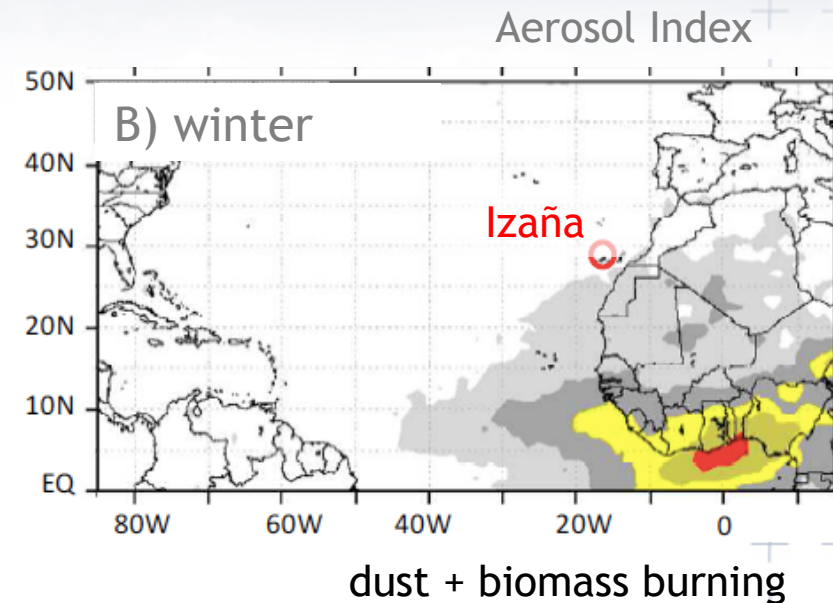 Aerosol Index
50N
B) winter
40N
Izaña
30N
20N
10N
EQ
80W 60W 40W 20W 0
dust + biomass burning